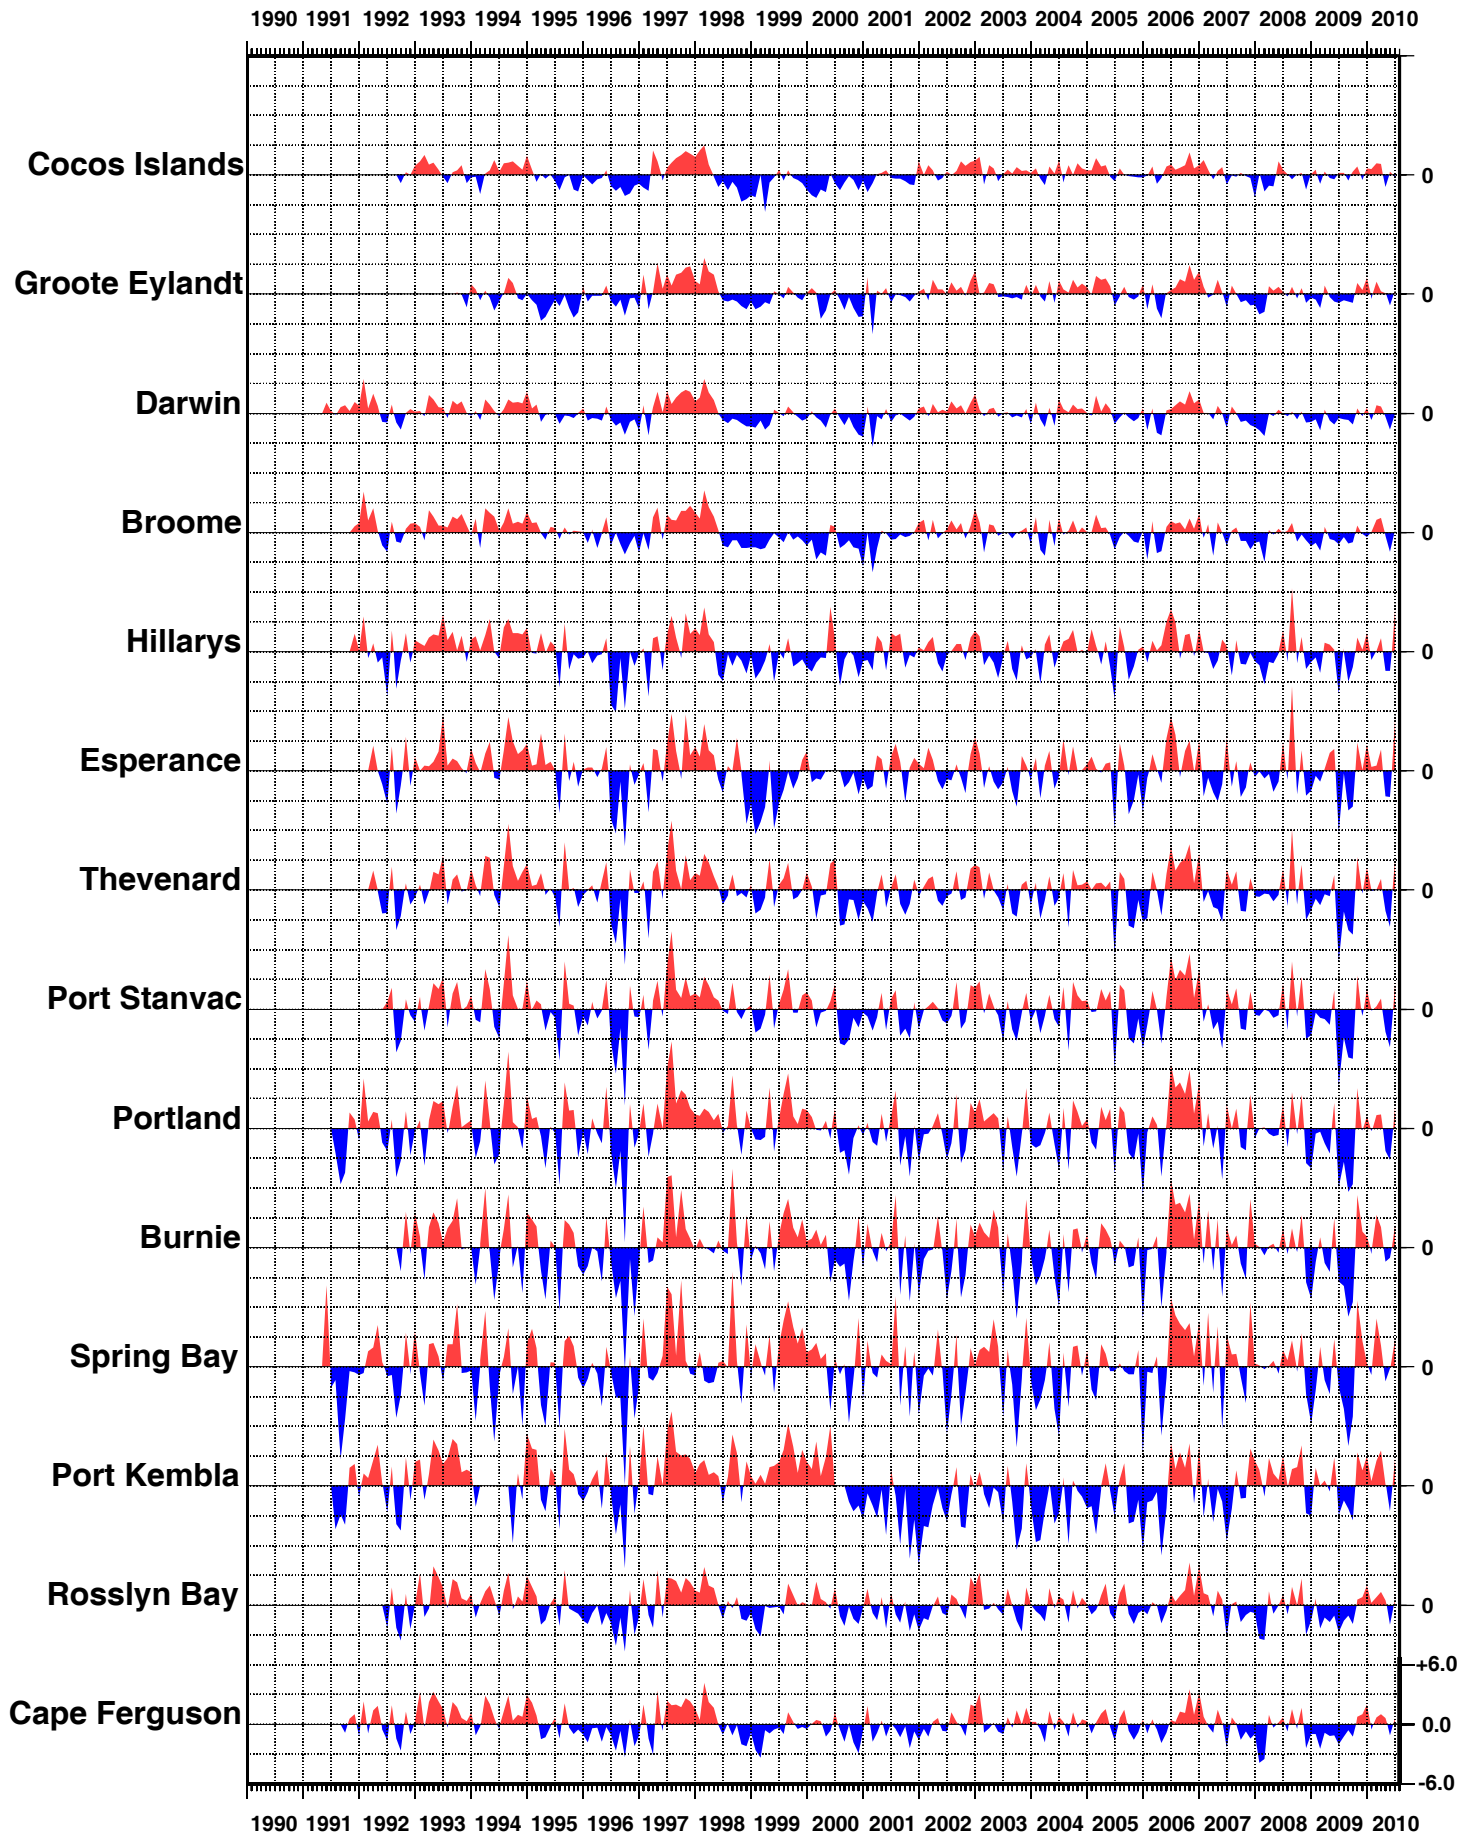 1990 1991 1992 1993 1994 1995 1996 1997 1998 1999 2000 2001 2002 2003 2004 2005 2006 2007 2008 2009 2010
Cocos Islands 0
Groote Eylandt 0
Darwin 0
Broome 0
Hillarys 0
Esperance 0
Thevenard 0
Port Stanvac 0
Portland 0
Burnie 0
Spring Bay 0
Port Kembla 0
Rosslyn Bay 0
+6.0
Cape Ferguson 0.0
-6.0
1990 1991 1992 1993 1994 1995 1996 1997 1998 1999 2000 2001 2002 2003 2004 2005 2006 2007 2008 2009 2010